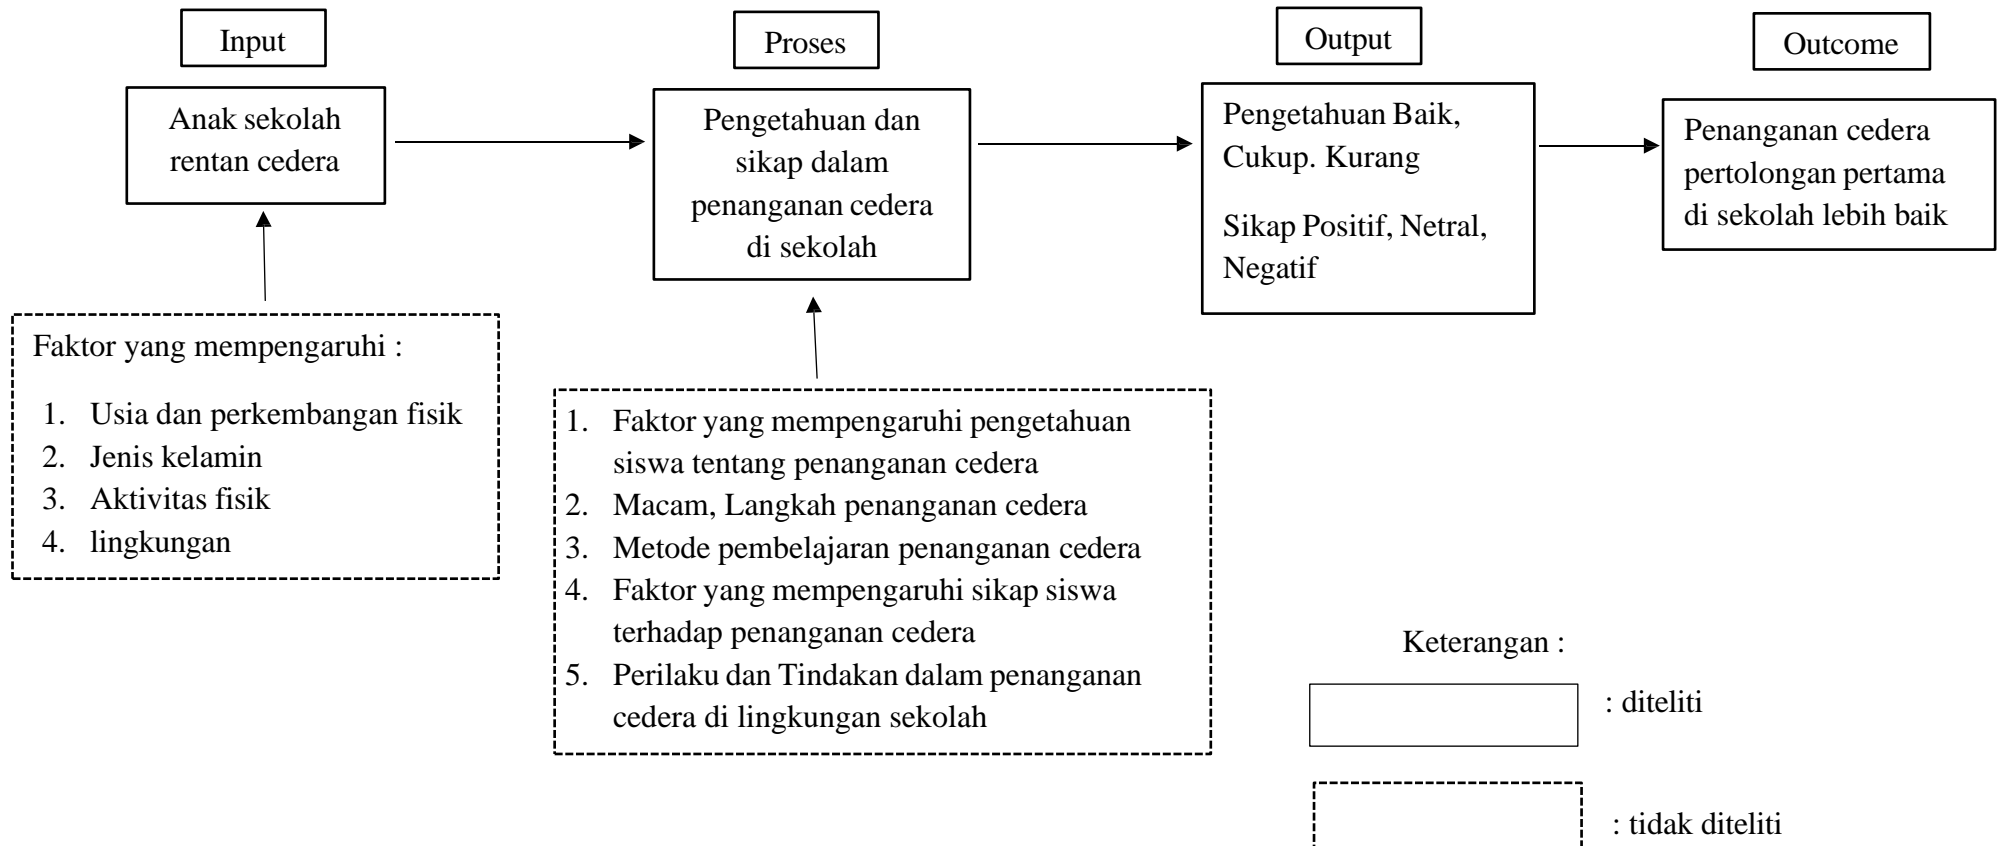 Input
Anak sekolah
rentan cedera
Faktor yang mempengaruhi :
1. Usia dan perkembangan fisik
2. Jenis kelamin
3. Aktivitas fisik
4. lingkungan
Proses
Pengetahuan dan
sikap dalam
penanganan cedera
di sekolah
1. Faktor yang mempengaruhi pengetahuan
siswa tentang penanganan cedera
2. Macam, Langkah penanganan cedera
3. Metode pembelajaran penanganan cedera
4. Faktor yang mempengaruhi sikap siswa
terhadap penanganan cedera
5. Perilaku dan Tindakan dalam penanganan
cedera di lingkungan sekolah
Output
Pengetahuan Baik,
Cukup. Kurang
Sikap Positif, Netral,
Negatif
Outcome
Penanganan cedera
pertolongan pertama
di sekolah lebih baik
Keterangan :
: diteliti
: tidak diteliti